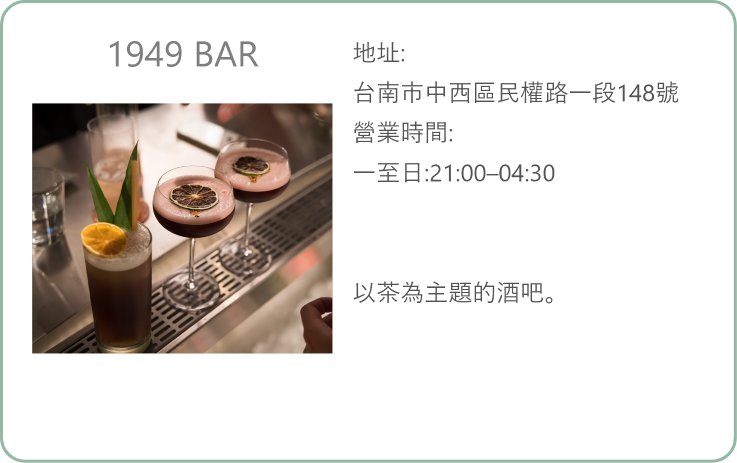 1949 BAR
地址:
台南市中西區民權路一段148號
營業時間:
一至日:21:00–04:30
以茶為主題的酒吧。